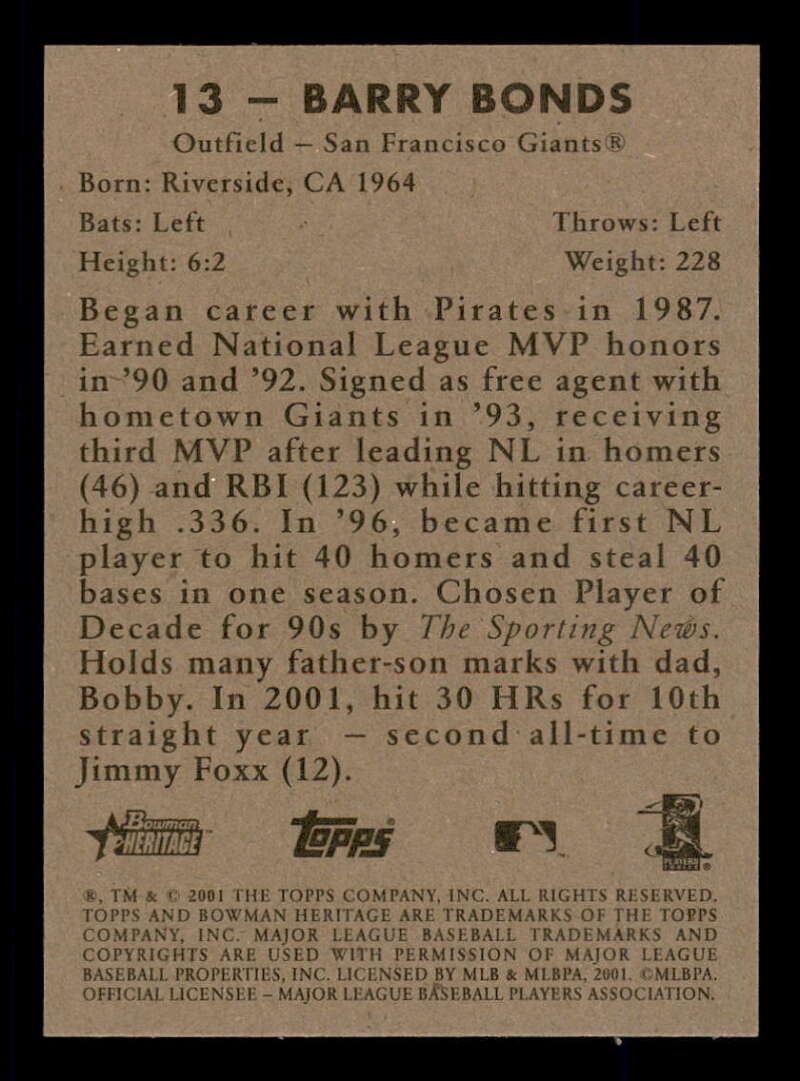 13 – BARRY BONDS
Outfield – San Francisco Giants®
Born: Riverside, CA 1964
Bats: Left Throws: Left
Height: 6:2 Weight: 228
Began career with Pirates in 1987.
Earned National League MVP honors
in ’90 and ’92. Signed as free agent with
hometown Giants in ’93, receiving
third MVP after leading NL in homers
(46) and RBI (123) while hitting career-
high .336. In ’96, became first NL
player to hit 40 homers and steal 40
bases in one season. Chosen Player of
Decade for 90s by The Sporting News.
Holds many father-son marks with dad,
Bobby. In 2001, hit 30 HRs for 10th
straight year – second all-time to
Jimmy Foxx (12).
Bowman HERITAGE™ Topps PLAYERS
®, TM & © 2001 THE TOPPS COMPANY, INC. ALL RIGHTS RESERVED.
TOPPS AND BOWMAN HERITAGE ARE TRADEMARKS OF THE TOPPS
COMPANY, INC. MAJOR LEAGUE BASEBALL TRADEMARKS AND
COPYRIGHTS ARE USED WITH PERMISSION OF MAJOR LEAGUE
BASEBALL PROPERTIES, INC. LICENSED BY MLB & MLBPA, 2001. ©MLBPA.
OFFICIAL LICENSEE – MAJOR LEAGUE BASEBALL PLAYERS ASSOCIATION.